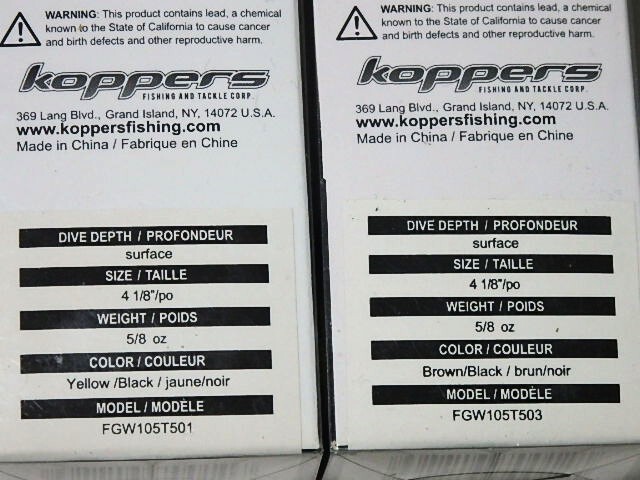 WARNING: This product contains lead, a chemical
known to the State of California to cause cancer
and birth defects and other reproductive harm.
koppers
FISHING AND TACKLE CORP.
369 Lang Blvd., Grand Island, NY, 14072 U.S.A.
www.koppersfishing.com
Made in China / Fabrique en Chine
DIVE DEPTH / PROFONDEUR
surface
SIZE / TAILLE
4 1/8"/po
WEIGHT / POIDS
5/8 oz
COLOR / COULEUR
Yellow /Black / jaune/noir
MODEL / MODÈLE
FGW105T501
WARNING: This product contains lead, a chemical
known to the State of California to cause cancer
and birth defects and other reproductive harm.
koppers
FISHING AND TACKLE CORP.
369 Lang Blvd., Grand Island, NY, 14072 U.S.A.
www.koppersfishing.com
Made in China / Fabrique en Chine
DIVE DEPTH / PROFONDEUR
surface
SIZE / TAILLE
4 1/8"/po
WEIGHT / POIDS
5/8 oz
COLOR / COULEUR
Brown/Black / brun/noir
MODEL / MODÈLE
FGW105T503